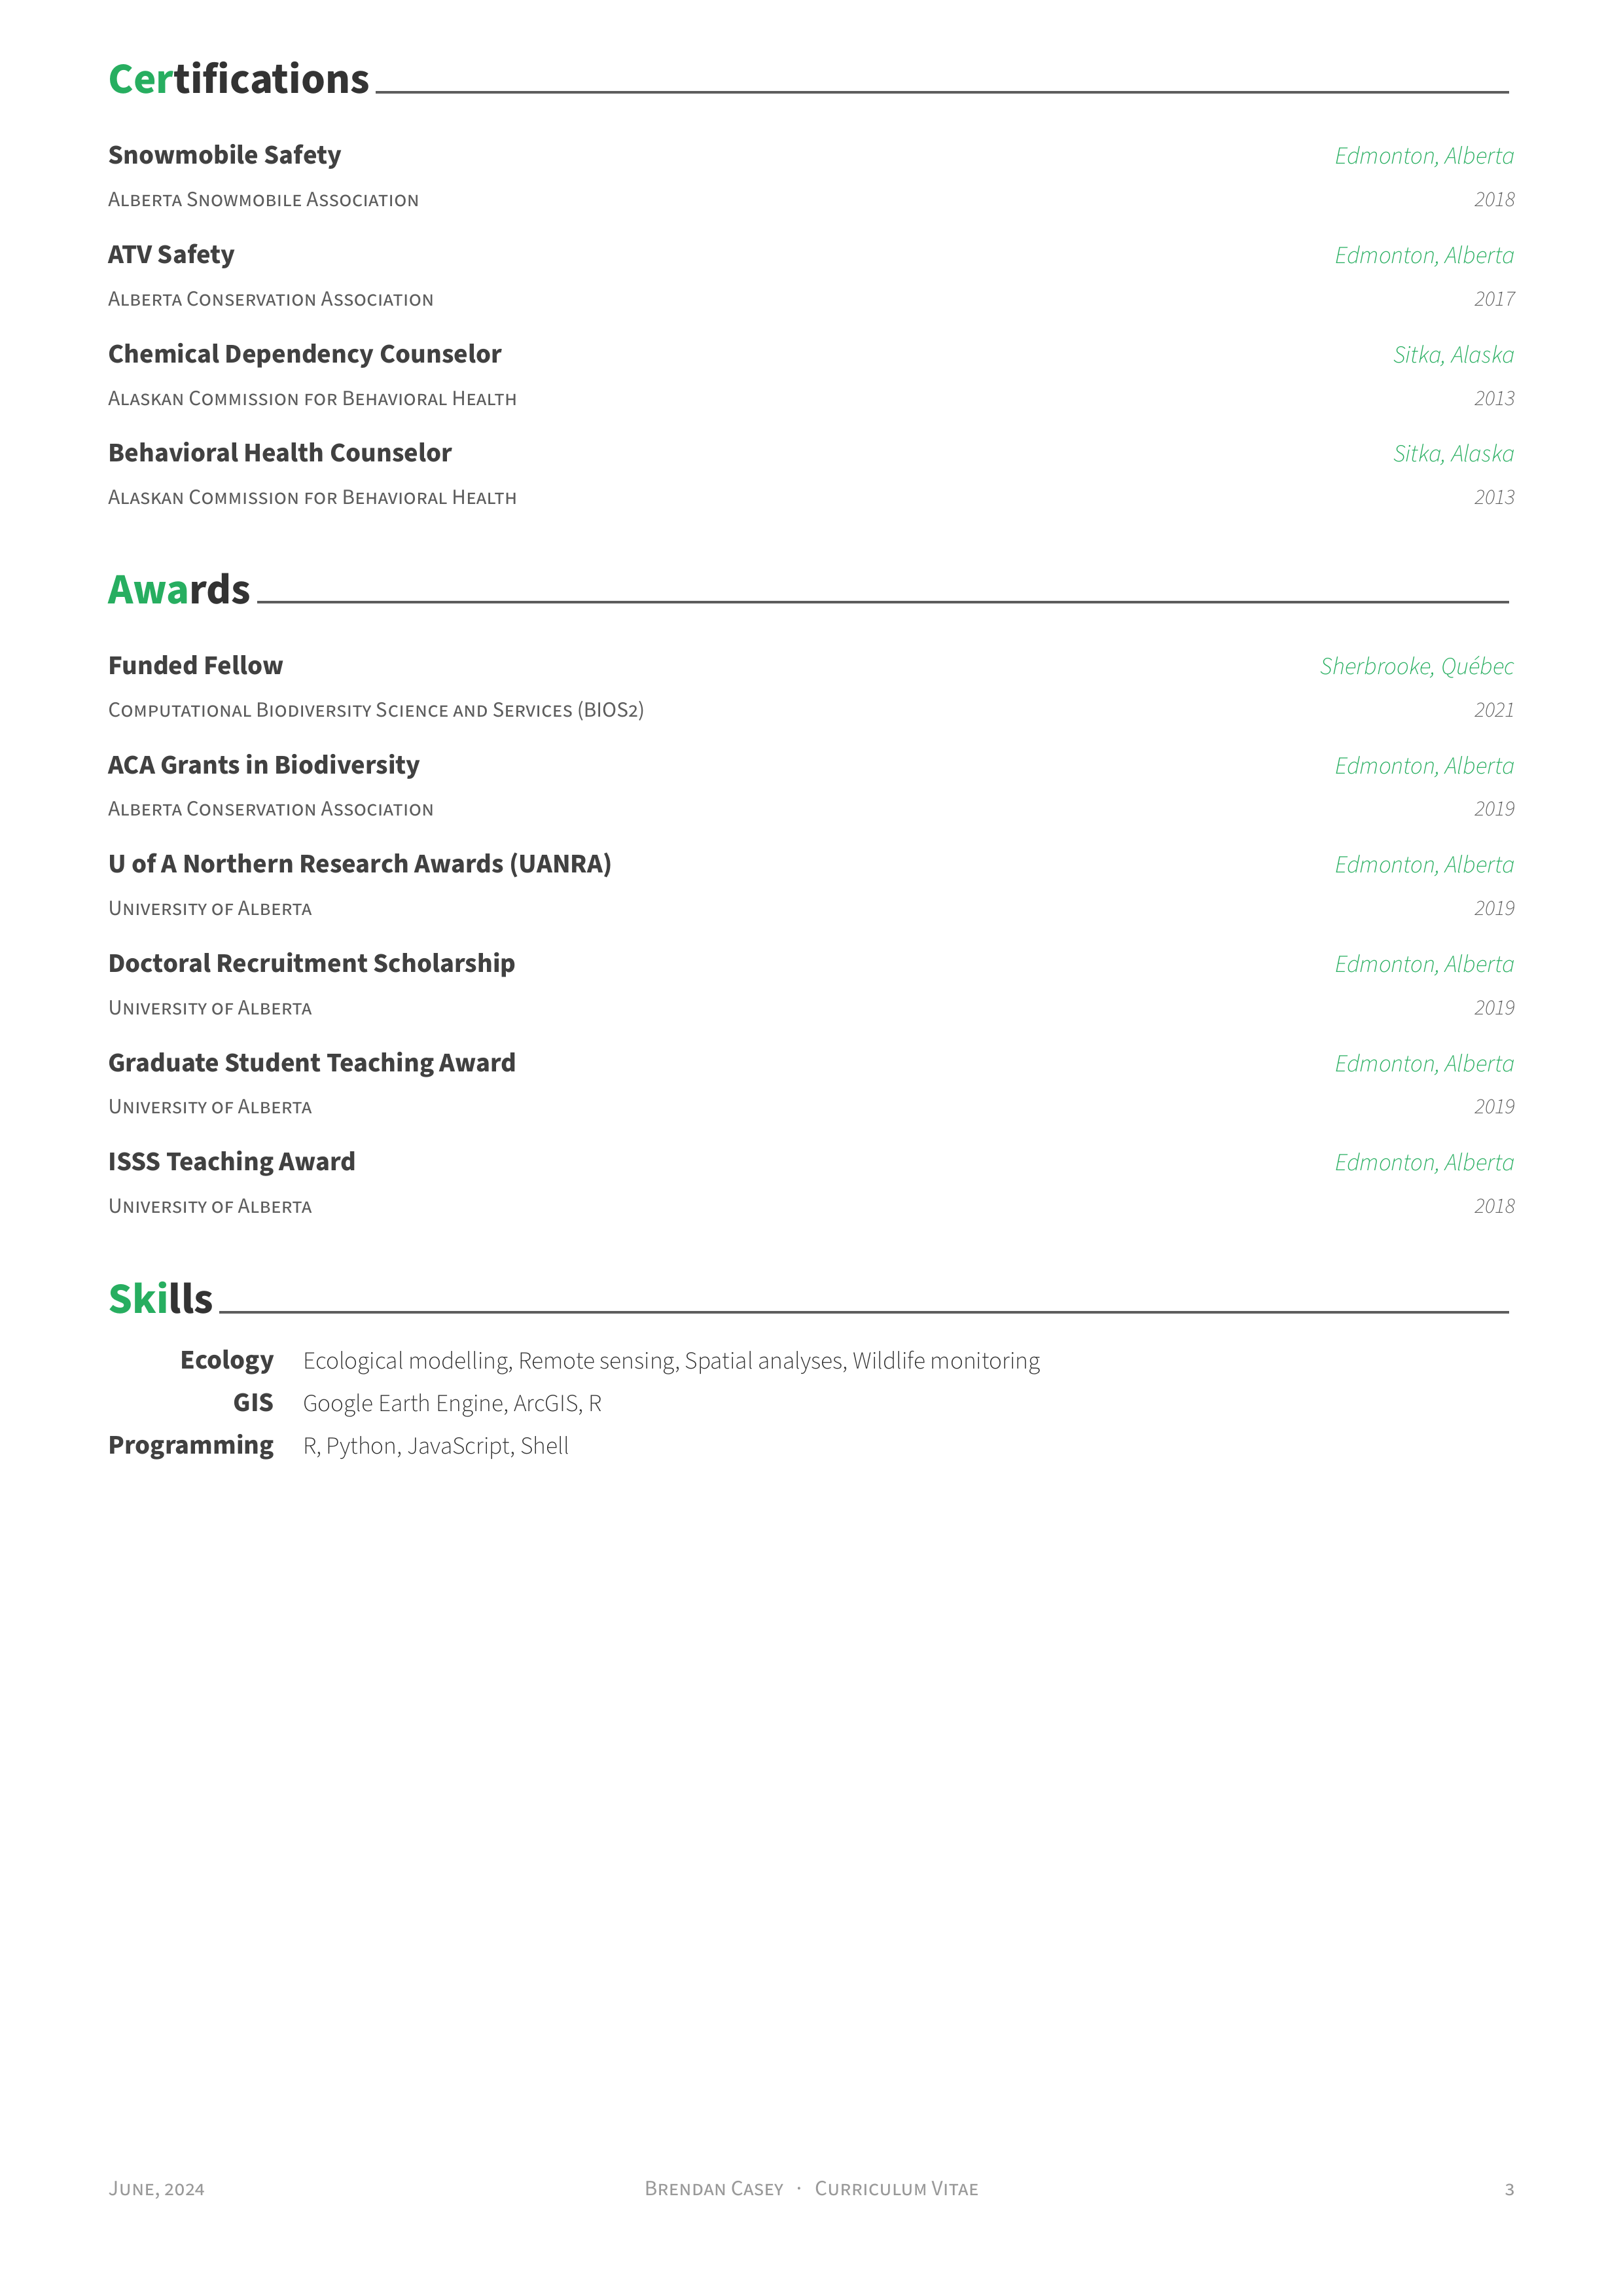 Certifications
Snowmobile Safety Edmonton, Alberta
Alberta Snowmobile Association 2018
ATV Safety Edmonton, Alberta
Alberta Conservation Association 2017
Chemical Dependency Counselor Sitka, Alaska
Alaskan Commission for Behavioral Health 2013
Behavioral Health Counselor Sitka, Alaska
Alaskan Commission for Behavioral Health 2013
Awards
Funded Fellow Sherbrooke, Québec
Computational Biodiversity Science and Services (BIOS2) 2021
ACA Grants in Biodiversity Edmonton, Alberta
Alberta Conservation Association 2019
U of A Northern Research Awards (UANRA) Edmonton, Alberta
University of Alberta 2019
Doctoral Recruitment Scholarship Edmonton, Alberta
University of Alberta 2019
Graduate Student Teaching Award Edmonton, Alberta
University of Alberta 2019
ISSS Teaching Award Edmonton, Alberta
University of Alberta 2018
Skills
Ecology Ecological modelling, Remote sensing, Spatial analyses, Wildlife monitoring
GIS Google Earth Engine, ArcGIS, R
Programming R, Python, JavaScript, Shell
June, 2024 Brendan Casey · Curriculum Vitae 3